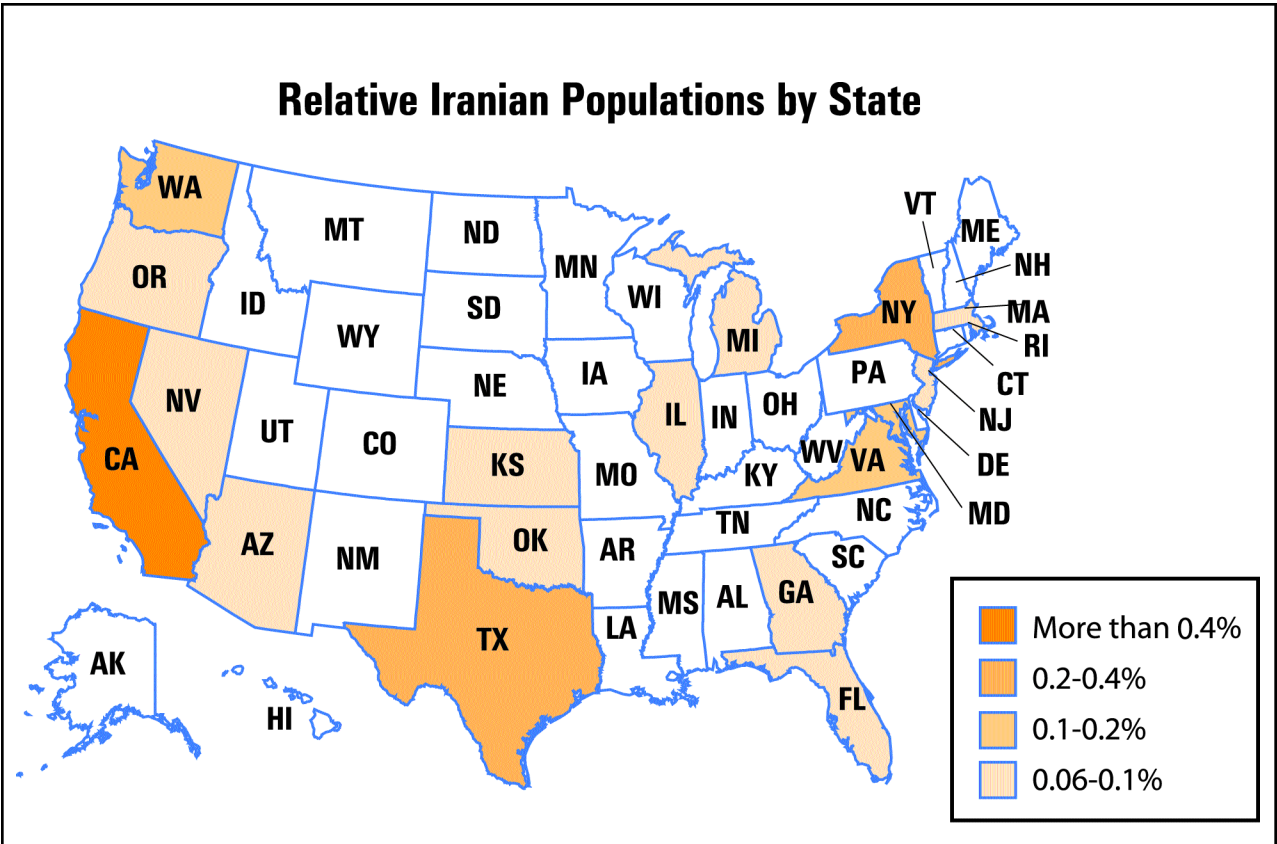 Relative Iranian Populations by State
WA
MT
ND
MN
VT
ME
OR
ID
SD
WI
NY
NH
WY
MI
MA
RI
NV
NE
IA
PA
CT
UT
CO
IL
IN
OH
NJ
CA
KS
MO
WV
VA
DE
KY
MD
AZ
NM
OK
AR
TN
NC
SC
TX
LA
MS
AL
GA
AK
HI
FL
More than 0.4%
0.2-0.4%
0.1-0.2%
0.06-0.1%